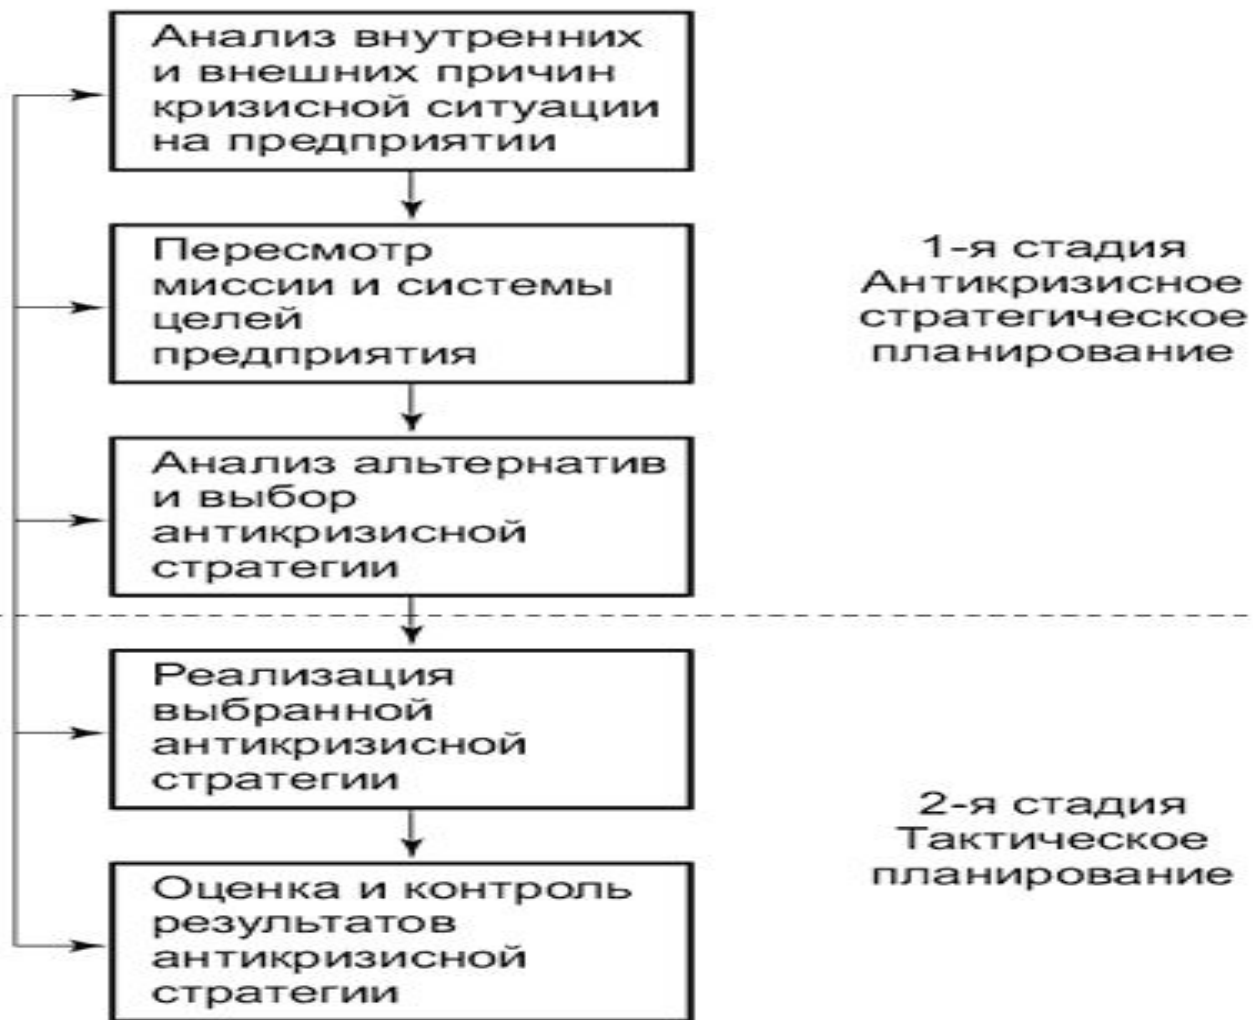 Анализ внутренних
и внешних причин
кризисной ситуации
на предприятии
Пересмотр
миссии и системы
целей
предприятия
1-я стадия
Антикризисное
стратегическое
планирование
Анализ альтернатив
и выбор
антикризисной
стратегии
Реализация
выбранной
антикризисной
стратегии
2-я стадия
Тактическое
планирование
Оценка и контроль
результатов
антикризисной
стратегии